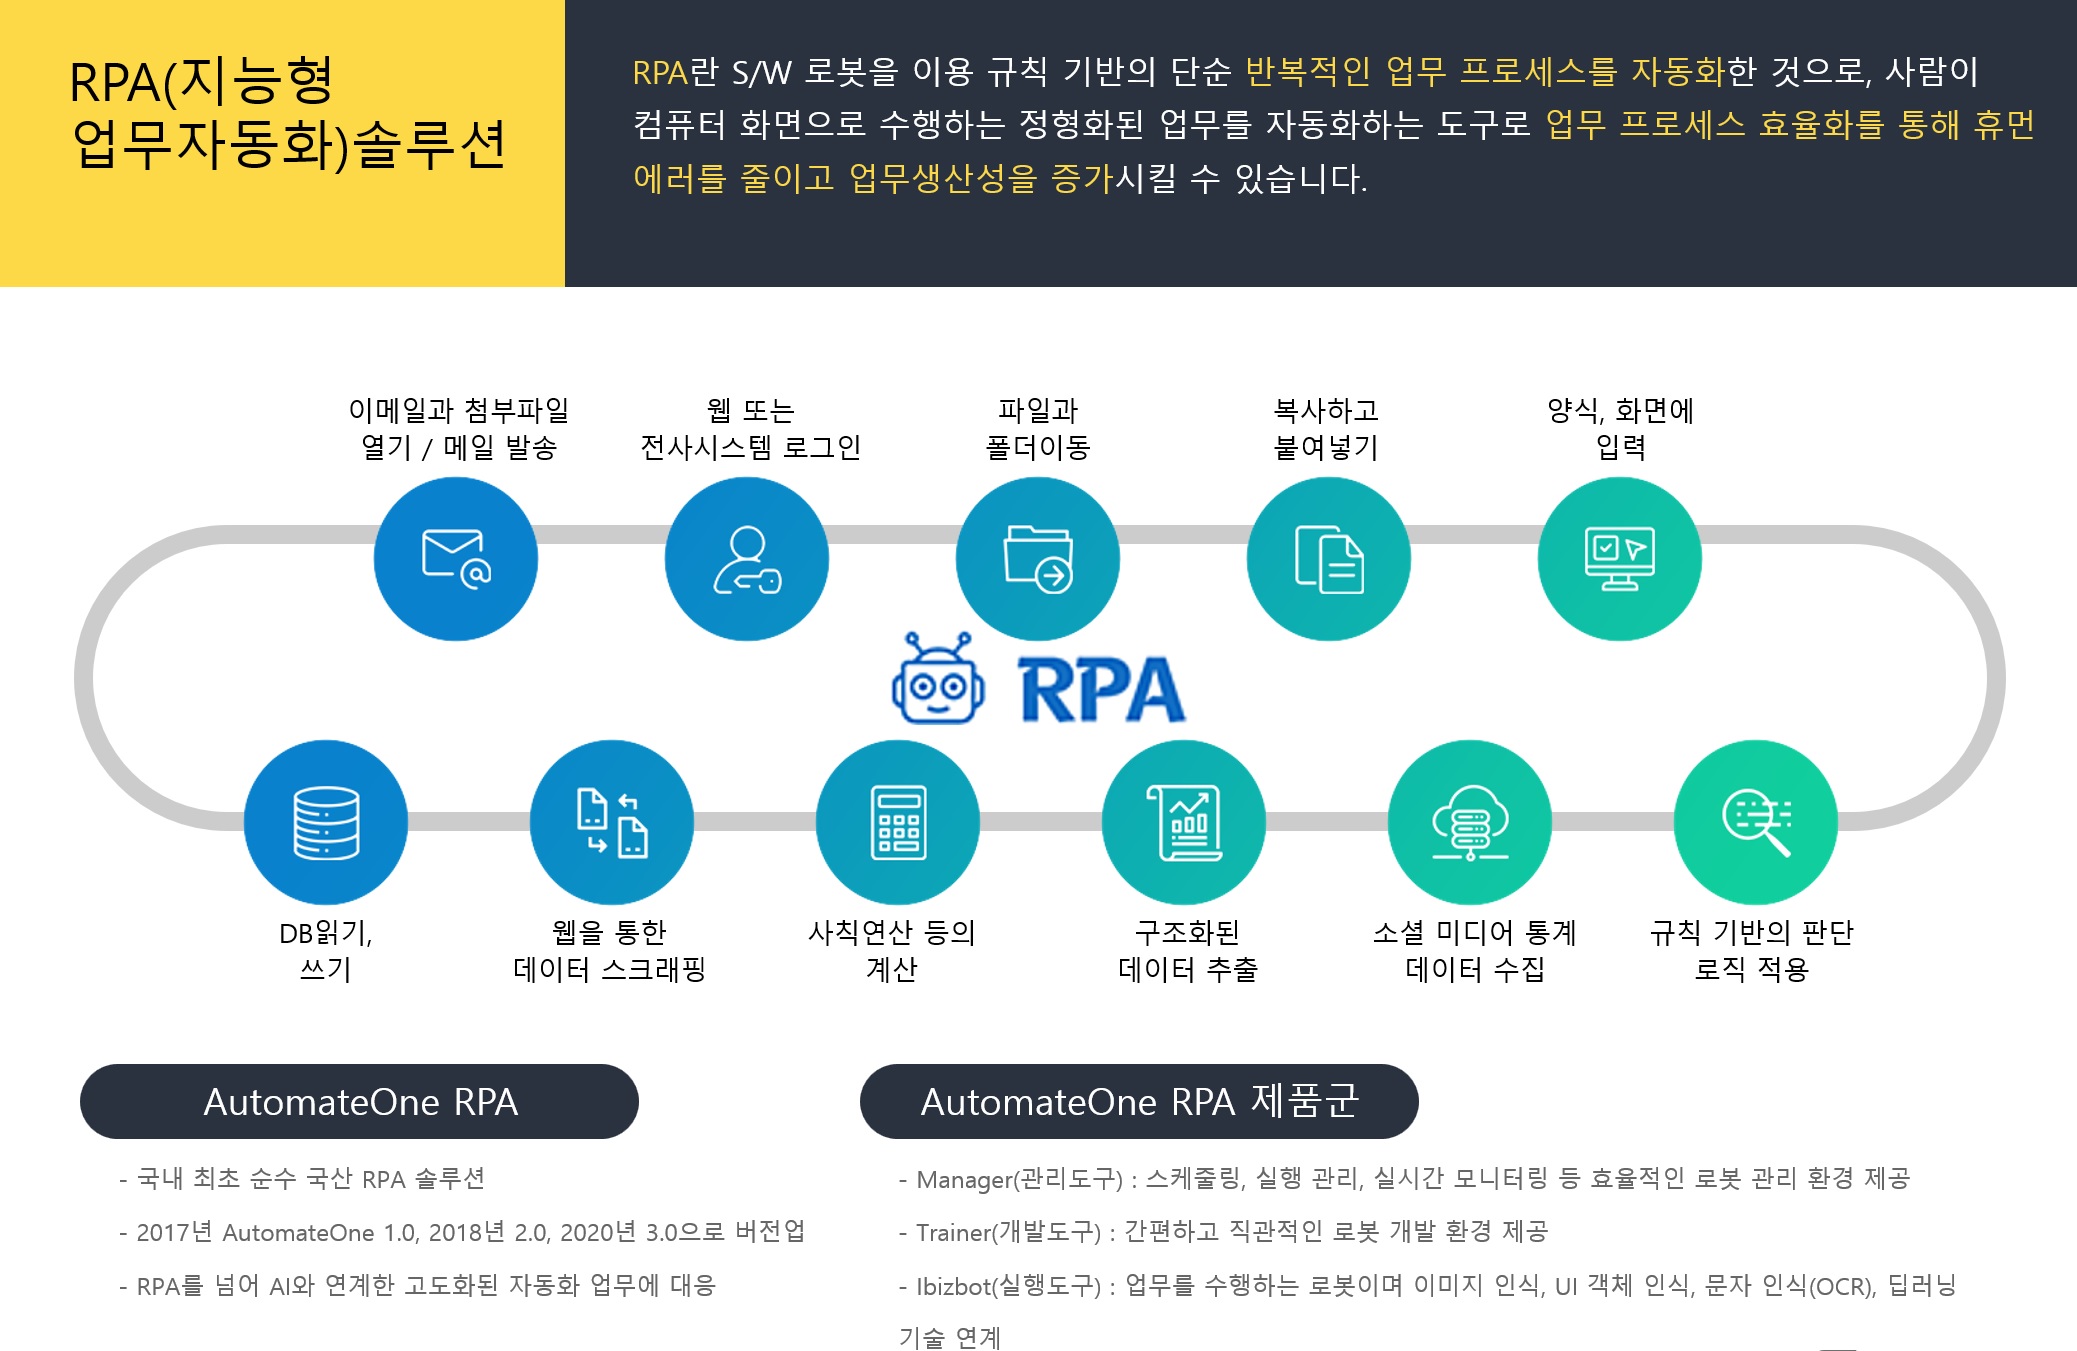 RPA(지능형
업무자동화)솔루션
RPA란 S/W 로봇을 이용 규칙 기반의 단순 반복적인 업무 프로세스를 자동화한 것으로, 사람이
컴퓨터 화면으로 수행하는 정형화된 업무를 자동화하는 도구로 업무 프로세스 효율화를 통해 휴먼
에러를 줄이고 업무생산성을 증가시킬 수 있습니다.
이메일과 첨부파일
열기 / 메일 발송
웹 또는
전사시스템 로그인
파일과
폴더이동
복사하고
붙여넣기
양식, 화면에
입력
RPA
DB읽기,
쓰기
웹을 통한
데이터 스크래핑
사칙연산 등의
계산
구조화된
데이터 추출
소셜 미디어 통계
데이터 수집
규칙 기반의 판단
로직 적용
AutomateOne RPA
- 국내 최초 순수 국산 RPA 솔루션
- 2017년 AutomateOne 1.0, 2018년 2.0, 2020년 3.0으로 버전업
- RPA를 넘어 AI와 연계한 고도화된 자동화 업무에 대응
AutomateOne RPA 제품군
- Manager(관리도구) : 스케줄링, 실행 관리, 실시간 모니터링 등 효율적인 로봇 관리 환경 제공
- Trainer(개발도구) : 간편하고 직관적인 로봇 개발 환경 제공
- Ibizbot(실행도구) : 업무를 수행하는 로봇이며 이미지 인식, UI 객체 인식, 문자 인식(OCR), 딥러닝
기술 연계